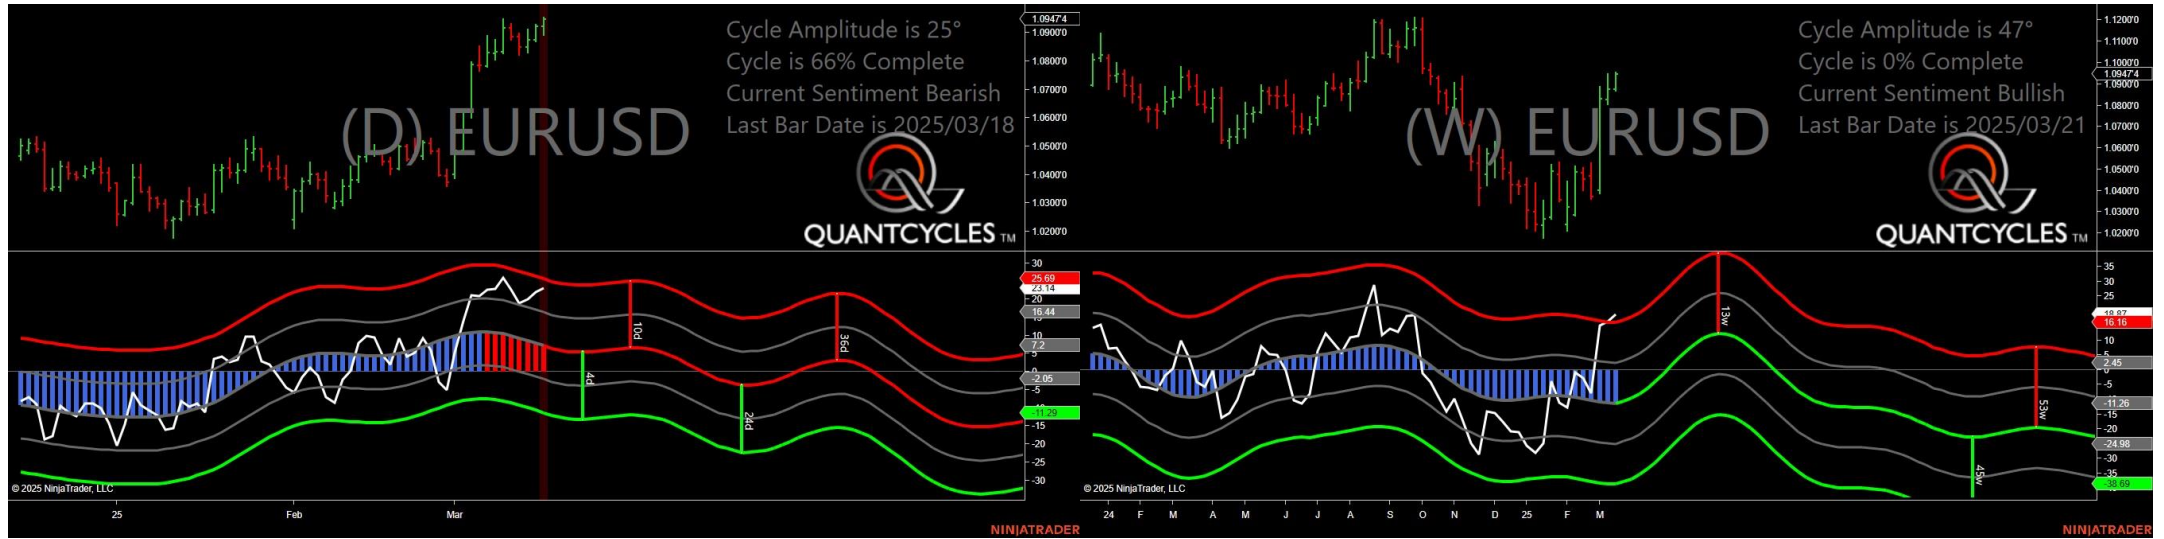 Cycle Amplitude is 25°
Cycle is 66% Complete
Current Sentiment Bearish
Last Bar Date is 2025/03/18
(D) EURUSD
QUANTCYCLES TM
1.0947'4
1.0900'0
1.0800'0
1.0700'0
1.0600'0
1.0500'0
1.0400'0
1.0300'0
1.0200'0
30
25.69
23.14
20
16.44
10
7.2
5
0
-2.05
-5
-11.29
-15
-20
-25
-30
10d
36d
4d
24d
© 2025 NinjaTrader, LLC
25
Feb
Mar
NINJATRADER
Cycle Amplitude is 47°
Cycle is 0% Complete
Current Sentiment Bullish
Last Bar Date is 2025/03/21
(W) EURUSD
QUANTCYCLES TM
1.1200'0
1.1100'0
1.1000'0
1.0947'4
1.0900'0
1.0800'0
1.0700'0
1.0600'0
1.0500'0
1.0400'0
1.0300'0
1.0200'0
35
30
25
18.87
16.16
10
5
2.45
0
-5
-11.26
-15
-20
-24.98
-30
-35
-38.69
13w
53w
45w
© 2025 NinjaTrader, LLC
24 F M A M J J A S O N D 25 F M
NINJATRADER